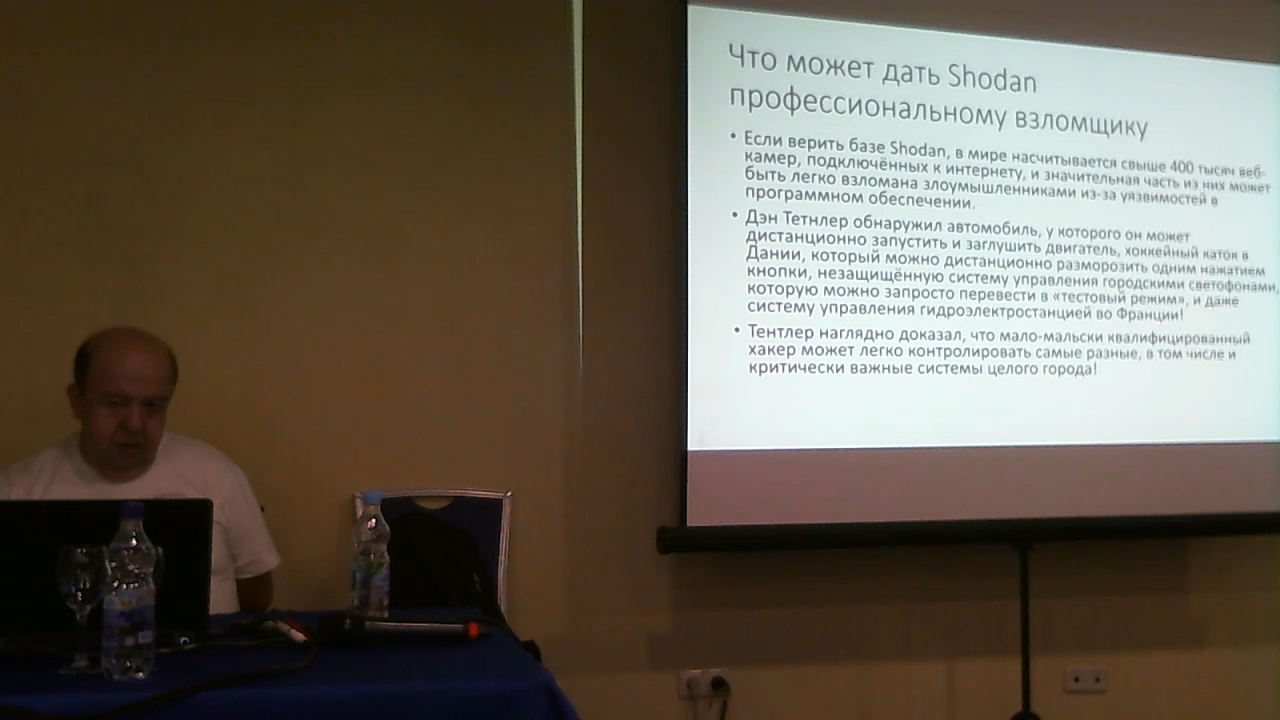 Что может дать Shodan
профессиональному взломщику
• Если верить базе Shodan, в мире насчитывается свыше 400 тысяч веб-
камер, подключённых к интернету, и значительная часть из них может
быть легко взломана злоумышленниками из-за уязвимостей в
программном обеспечении.
• Дэн Тетнлер обнаружил автомобиль, у которого он может
дистанционно запустить и заглушить двигатель, хоккейный каток в
Дании, который можно дистанционно разморозить одним нажатием
кнопки, незащищённую систему управления городскими светофонами,
которую можно запросто перевести в «тестовый режим», и даже
систему управления гидроэлектростанцией во Франции!
• Тентлер наглядно доказал, что мало-мальски квалифицированный
хакер может легко контролировать самые разные, в том числе и
критически важные системы целого города!